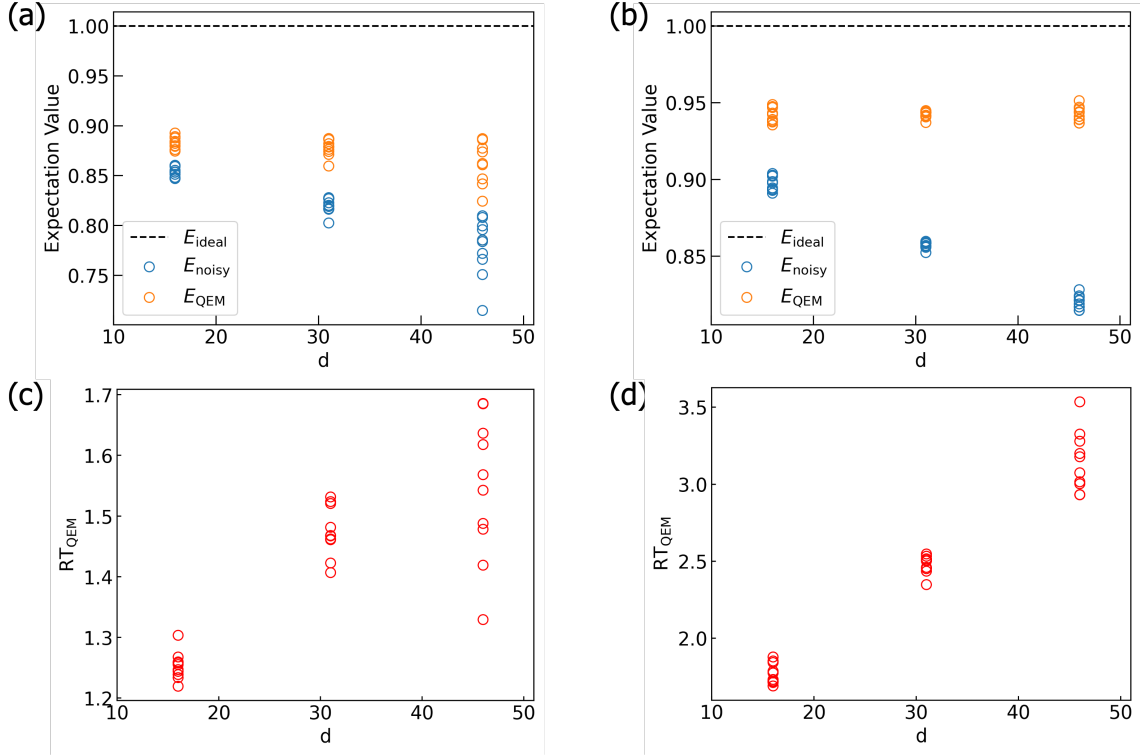 (a)
Expectation Value
1.00
0.95
0.90
0.85
0.80
0.75
E_ideal
E_noisy
E_QEM
10 20 30 40 50
d
(b)
Expectation Value
1.00
0.95
0.90
0.85
E_ideal
E_noisy
E_QEM
10 20 30 40 50
d
(c)
RT_QEM
1.7
1.6
1.5
1.4
1.3
1.2
10 20 30 40 50
d
(d)
RT_QEM
3.5
3.0
2.5
2.0
10 20 30 40 50
d